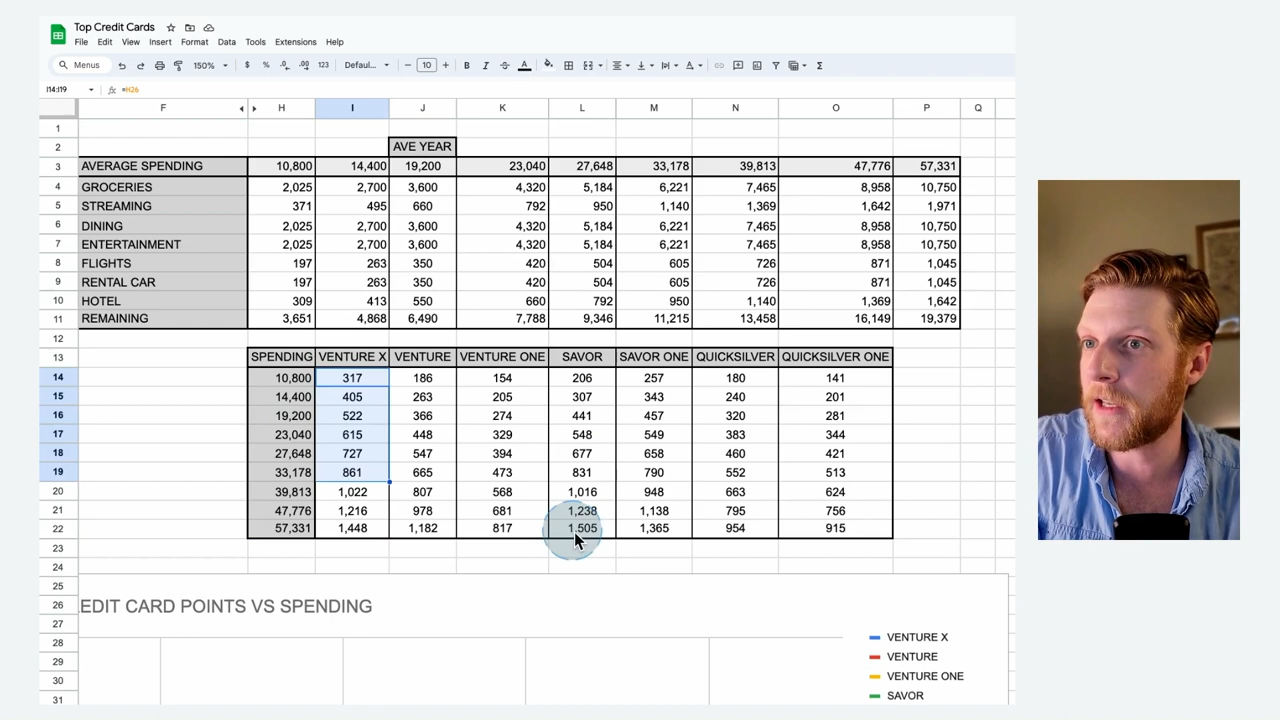 Top Credit Cards
File Edit View Insert Format Data Tools Extensions Help
Menus 150% $ % .0 .00 123 Defaul... − 10 + B I S A Σ
I14:I19 fx =H26
F H I J K L M N O P Q
1
2 AVE YEAR
3 AVERAGE SPENDING 10,800 14,400 19,200 23,040 27,648 33,178 39,813 47,776 57,331
4 GROCERIES 2,025 2,700 3,600 4,320 5,184 6,221 7,465 8,958 10,750
5 STREAMING 371 495 660 792 950 1,140 1,369 1,642 1,971
6 DINING 2,025 2,700 3,600 4,320 5,184 6,221 7,465 8,958 10,750
7 ENTERTAINMENT 2,025 2,700 3,600 4,320 5,184 6,221 7,465 8,958 10,750
8 FLIGHTS 197 263 350 420 504 605 726 871 1,045
9 RENTAL CAR 197 263 350 420 504 605 726 871 1,045
10 HOTEL 309 413 550 660 792 950 1,140 1,369 1,642
11 REMAINING 3,651 4,868 6,490 7,788 9,346 11,215 13,458 16,149 19,379
12
13 SPENDING VENTURE X VENTURE VENTURE ONE SAVOR SAVOR ONE QUICKSILVER QUICKSILVER ONE
14 10,800 317 186 154 206 257 180 141
15 14,400 405 263 205 307 343 240 201
16 19,200 522 366 274 441 457 320 281
17 23,040 615 448 329 548 549 383 344
18 27,648 727 547 394 677 658 460 421
19 33,178 861 665 473 831 790 552 513
20 39,813 1,022 807 568 1,016 948 663 624
21 47,776 1,216 978 681 1,238 1,138 795 756
22 57,331 1,448 1,182 817 1,505 1,365 954 915
23
24
25
26 EDIT CARD POINTS VS SPENDING
27
28 VENTURE X
29 VENTURE
30 VENTURE ONE
31 SAVOR